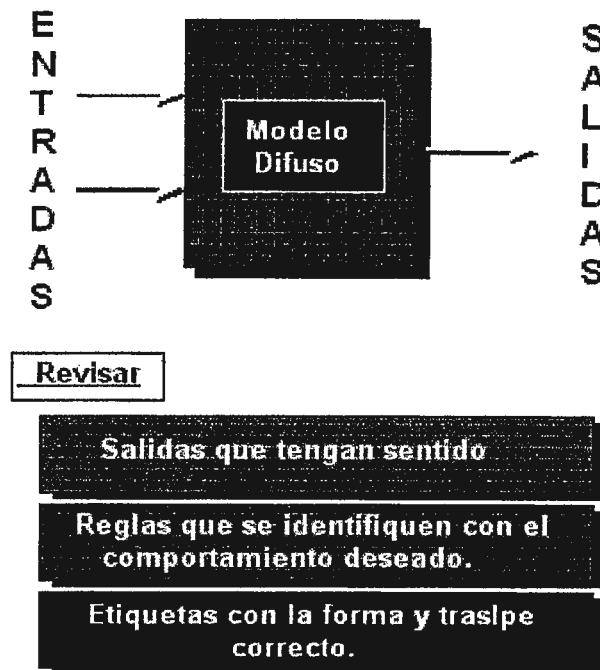 ENTRADAS
Modelo
Difuso
SALIDAS
Revisar
Salidas que tengan sentido
Reglas que se identifiquen con el
comportamiento deseado.
Etiquetas con la forma y traslpe
correcto.